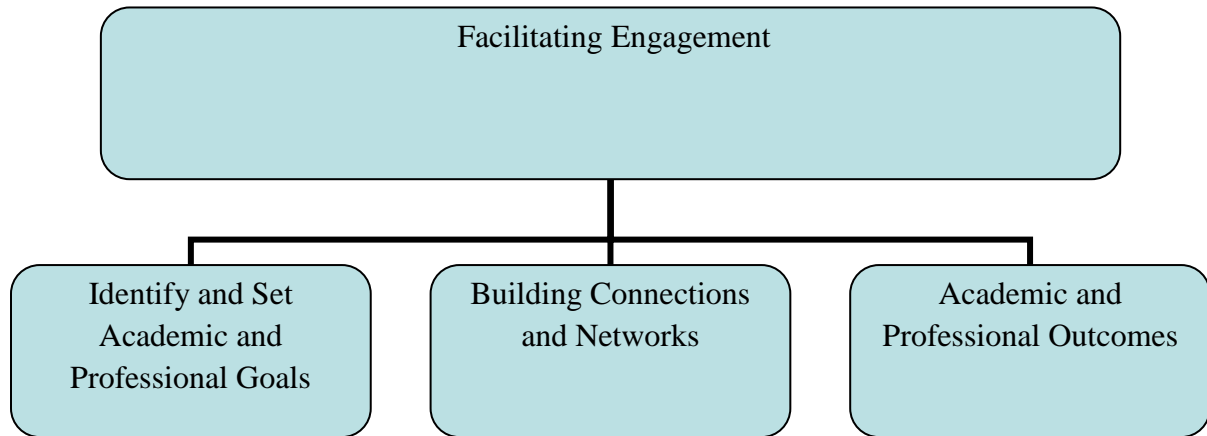 Facilitating Engagement
Identify and Set
Academic and
Professional Goals
Building Connections
and Networks
Academic and
Professional Outcomes